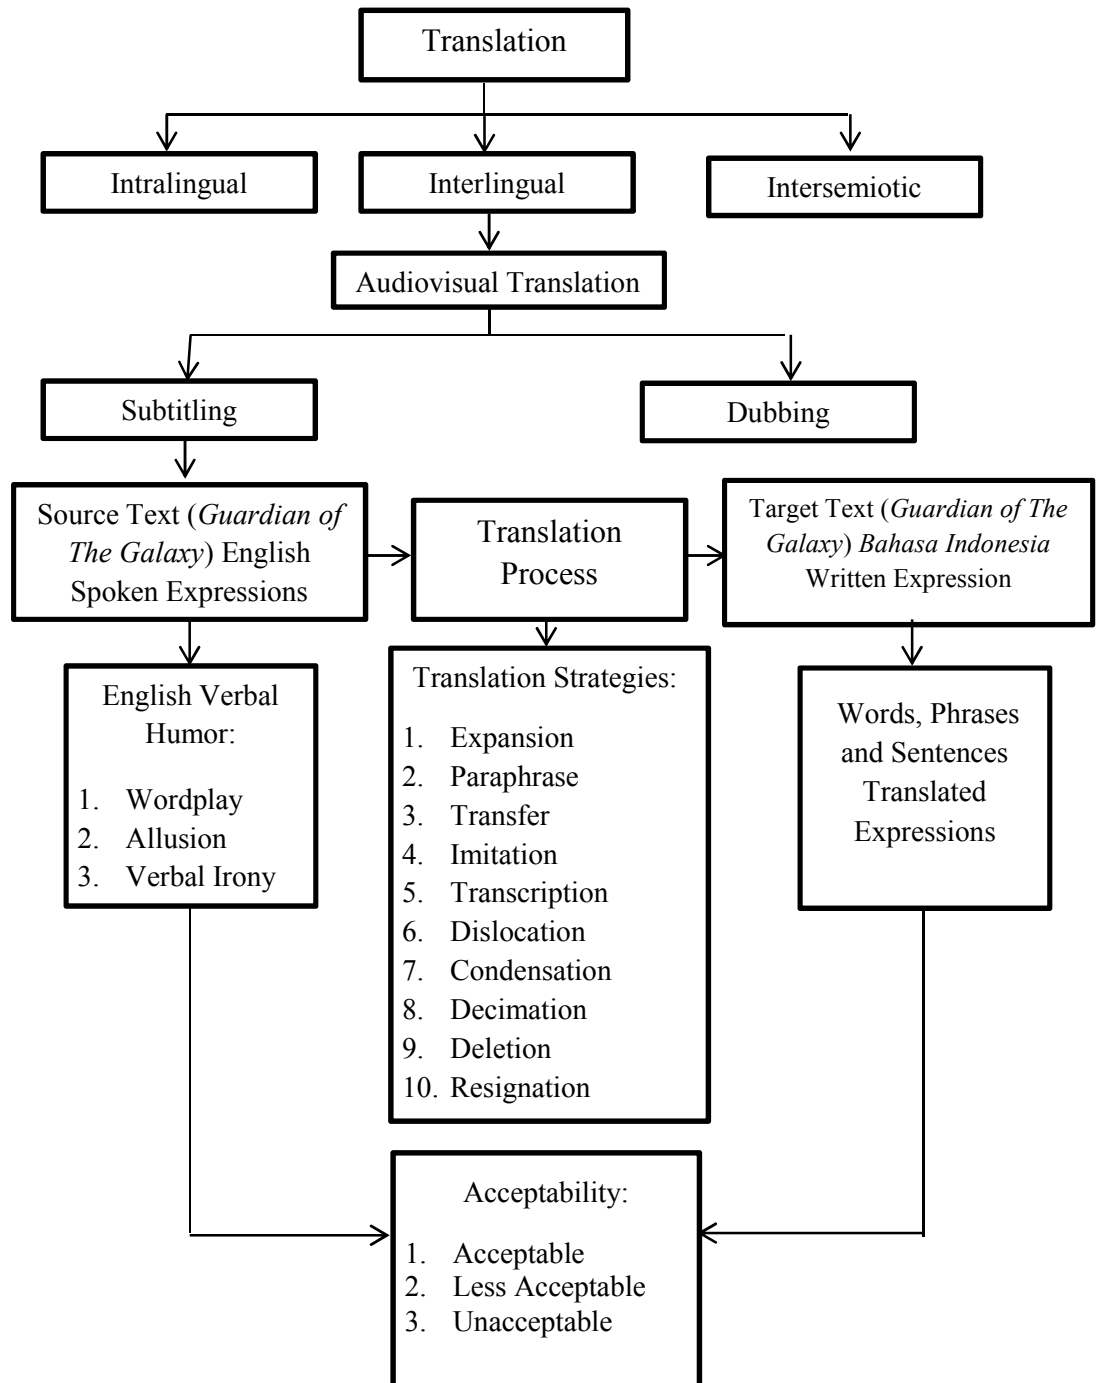 Translation
Intralingual
Interlingual
Intersemiotic
Audiovisual Translation
Subtitling
Dubbing
Source Text (Guardian of
The Galaxy) English
Spoken Expressions
Translation
Process
Target Text (Guardian of The
Galaxy) Bahasa Indonesia
Written Expression
English Verbal
Humor:
1. Wordplay
2. Allusion
3. Verbal Irony
Translation Strategies:
1. Expansion
2. Paraphrase
3. Transfer
4. Imitation
5. Transcription
6. Dislocation
7. Condensation
8. Decimation
9. Deletion
10. Resignation
Words, Phrases
and Sentences
Translated
Expressions
Acceptability:
1. Acceptable
2. Less Acceptable
3. Unacceptable